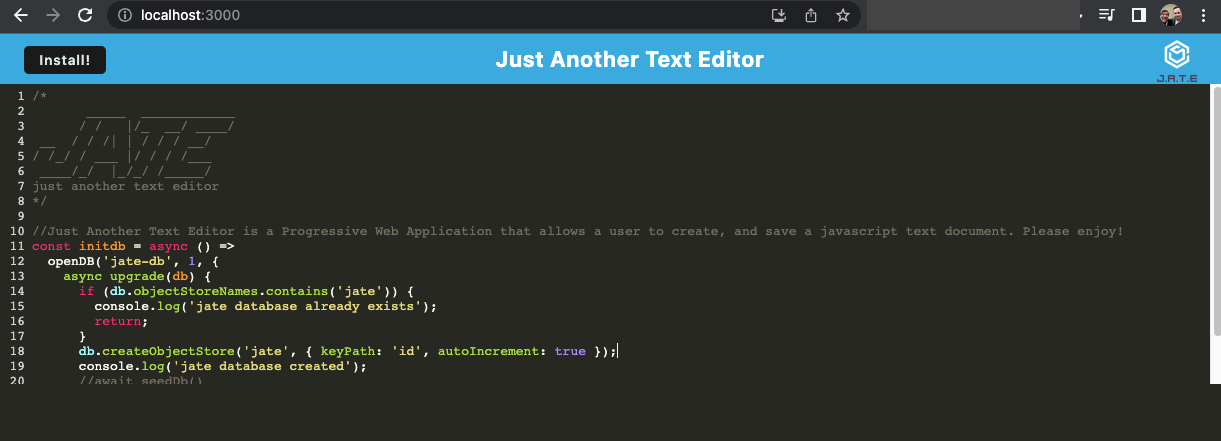 localhost:3000
Install!
Just Another Text Editor
J.A.T.E
1 /*
2         _____  ____________
3       / /   |/_  __/ ____/
4  __  / / /| | / / / __/
5 / /_/ / ___ |/ / / /___
6  ____/_/  |_/_/ /_____/
7 just another text editor
8 */
9
10 //Just Another Text Editor is a Progressive Web Application that allows a user to create, and save a javascript text document. Please enjoy!
11 const initdb = async () =>
12   openDB('jate-db', 1, {
13     async upgrade(db) {
14       if (db.objectStoreNames.contains('jate')) {
15         console.log('jate database already exists');
16         return;
17       }
18       db.createObjectStore('jate', { keyPath: 'id', autoIncrement: true });
19       console.log('jate database created');
20       //await seedDb()